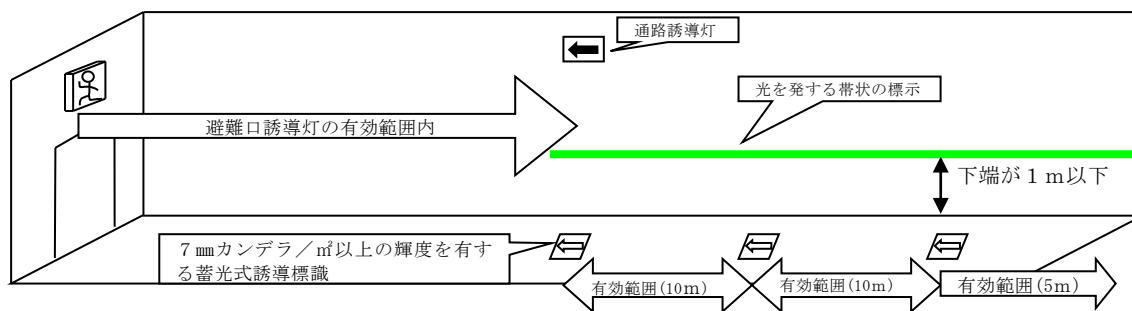 通路誘導灯
光を発する帯状の標示
避難口誘導灯の有効範囲内
下端が１ｍ以下
７㎜カンデラ／㎡以上の輝度を有す
る蓄光式誘導標識
有効範囲(10ｍ)
有効範囲(10ｍ)
有効範囲(5ｍ)